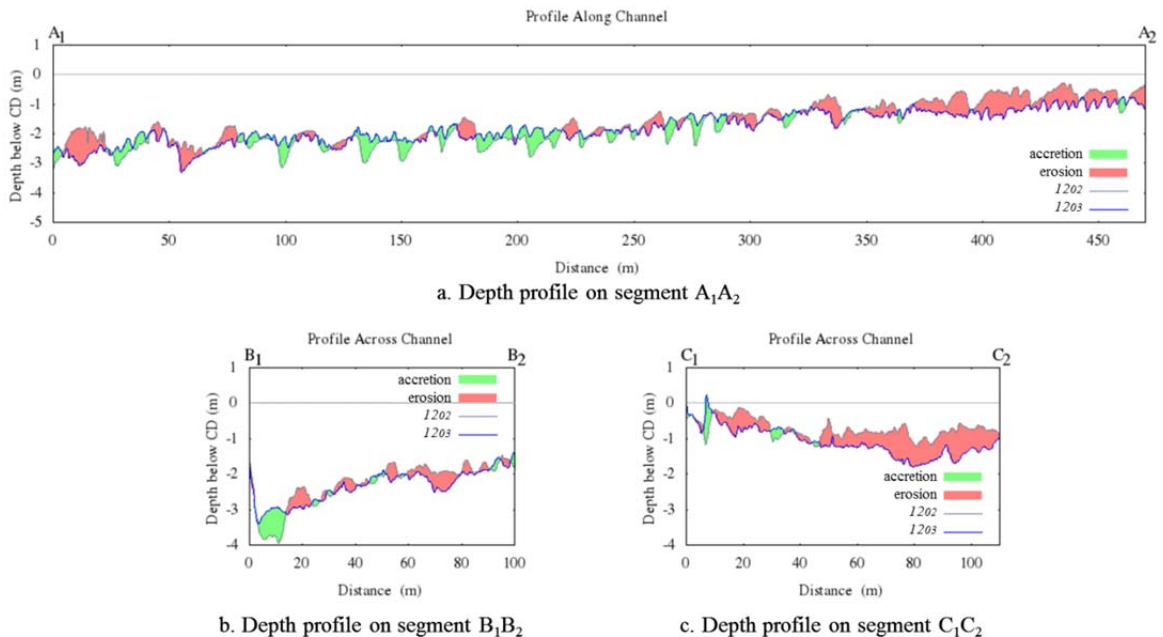 Profile Along Channel
A1 A2
1
0
-1
-2
-3
-4
-5
Depth below CD (m)
accretion
erosion
1202
1203
0 50 100 150 200 250 300 350 400 450
Distance (m)
a. Depth profile on segment A1A2
Profile Across Channel
B1 B2
1
0
-1
-2
-3
-4
Depth below CD (m)
accretion
erosion
1202
1203
0 20 40 60 80 100
Distance (m)
b. Depth profile on segment B1B2
Profile Across Channel
C1 C2
1
0
-1
-2
-3
-4
Depth below CD (m)
accretion
erosion
1202
1203
0 20 40 60 80 100
Distance (m)
c. Depth profile on segment C1C2